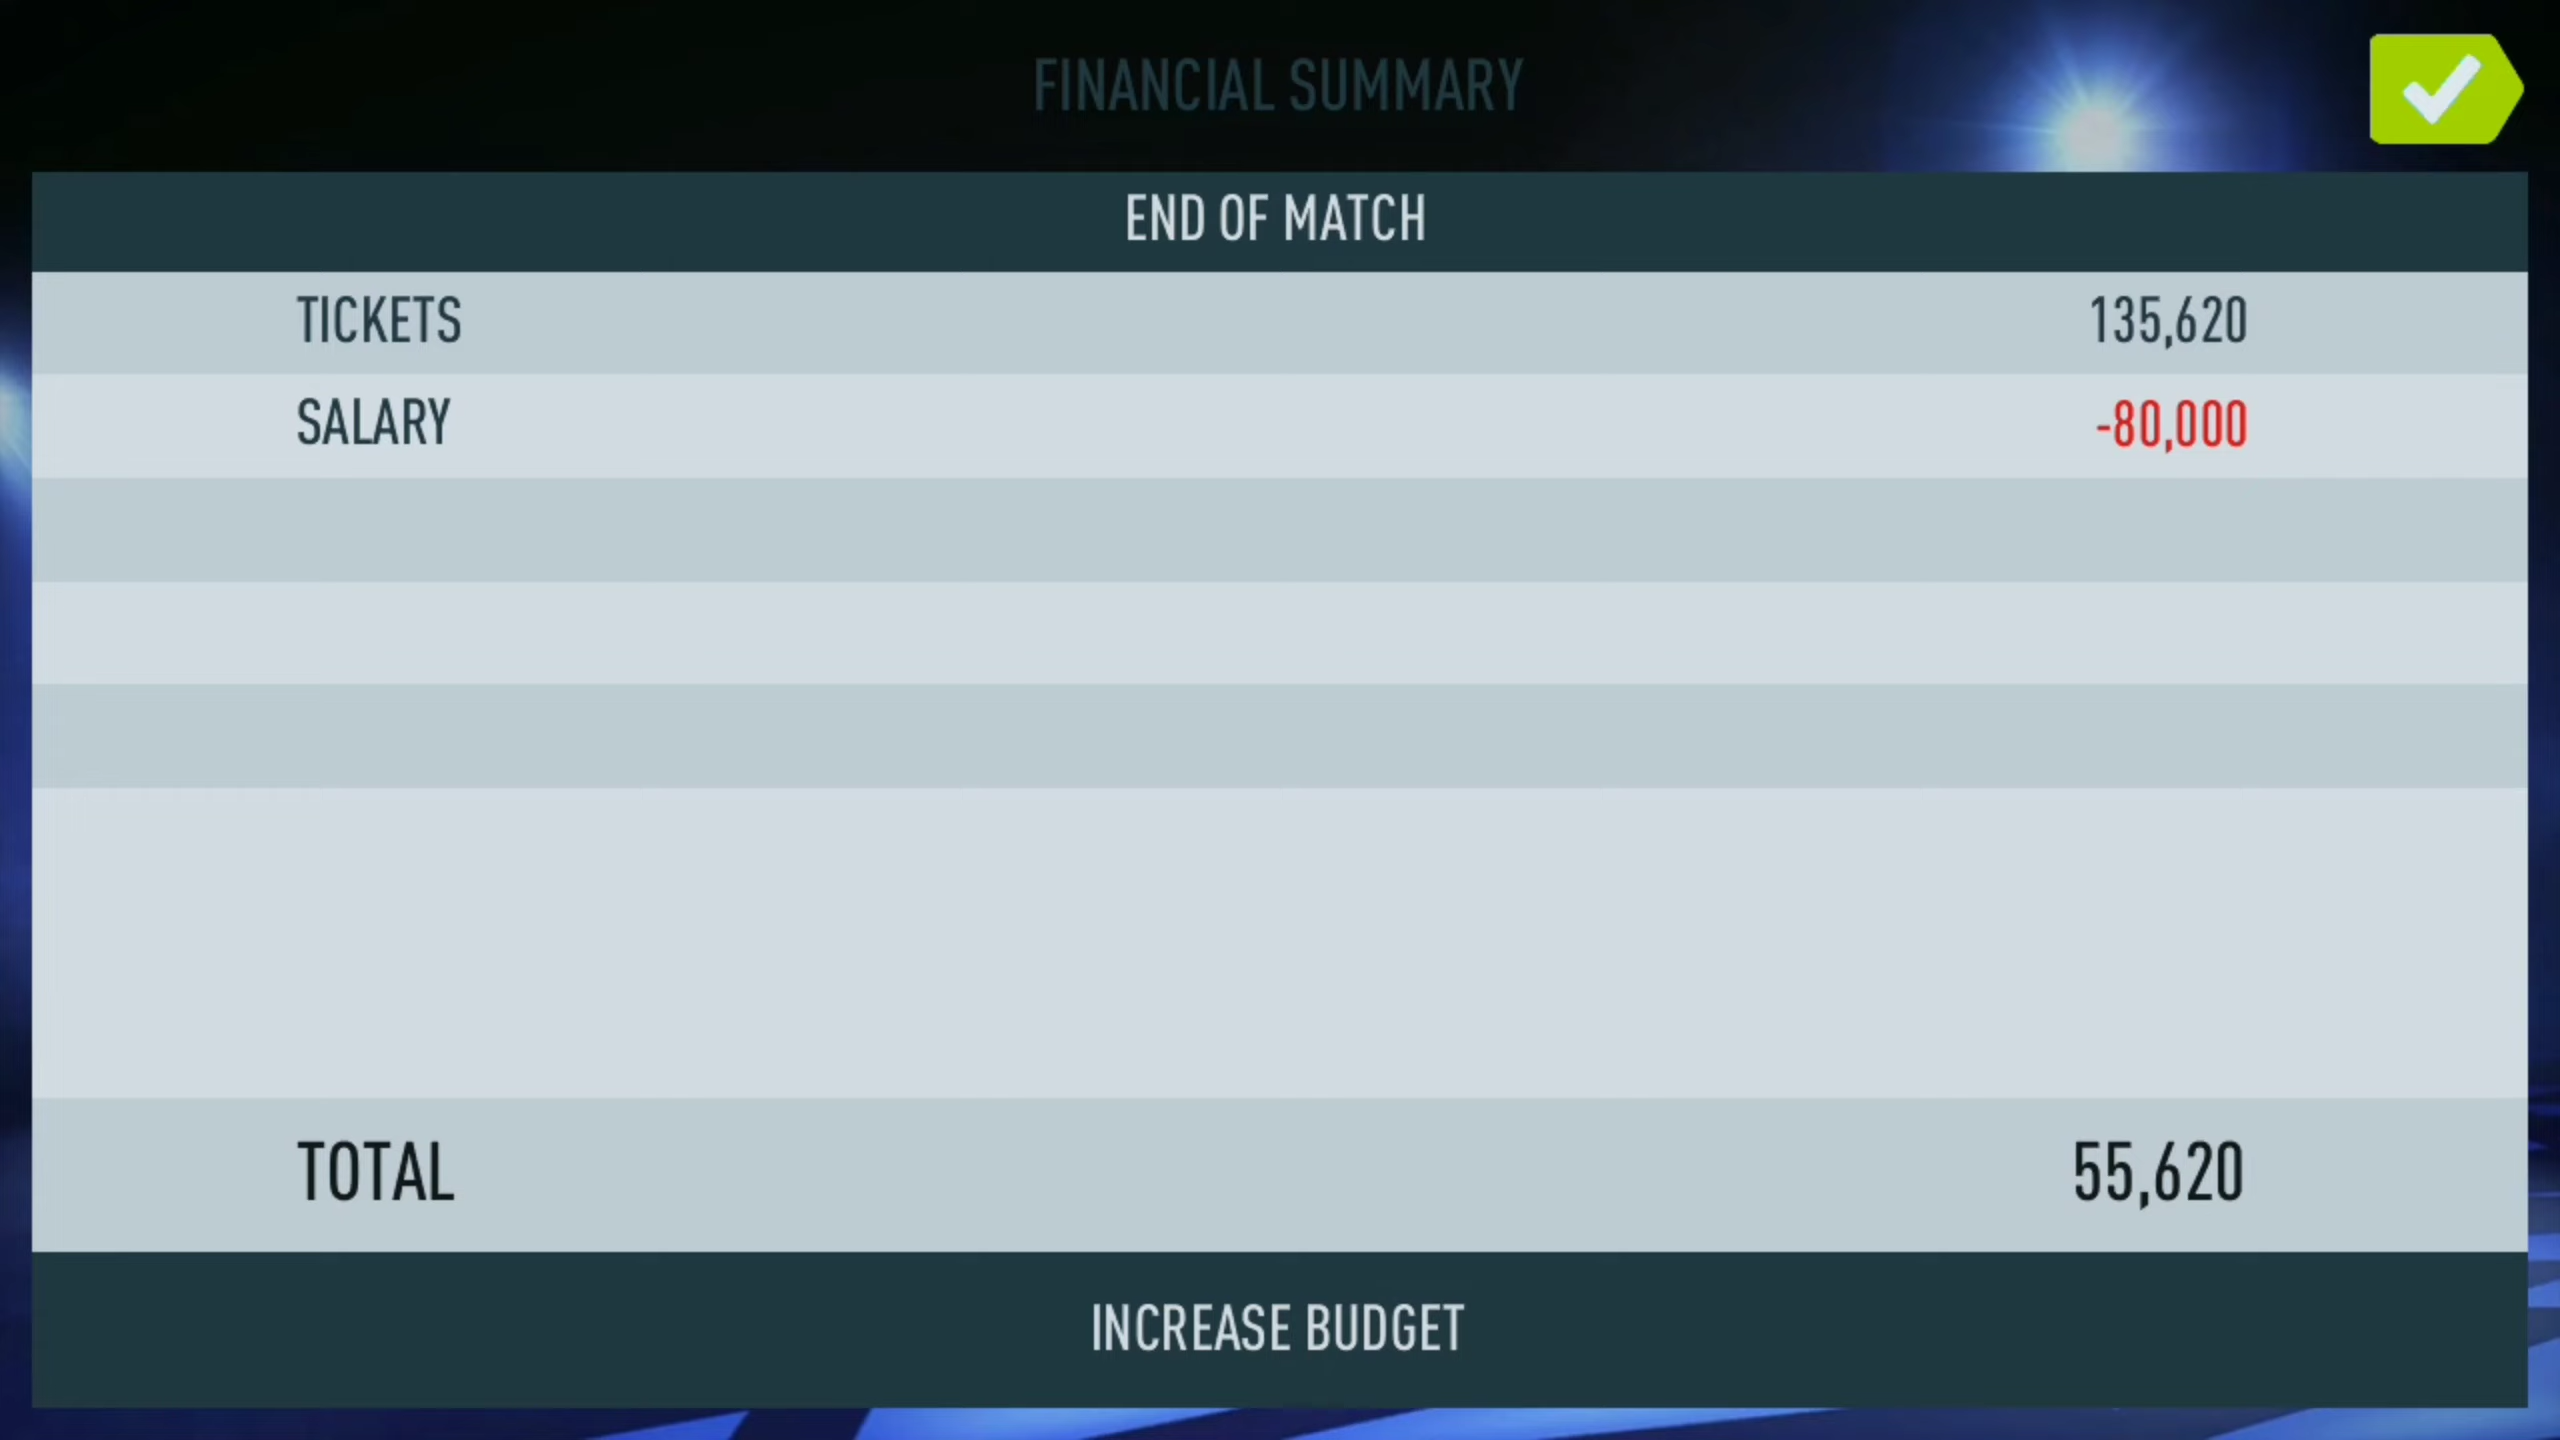 FINANCIAL SUMMARY
END OF MATCH
TICKETS 135,620
SALARY -80,000
TOTAL 55,620
INCREASE BUDGET